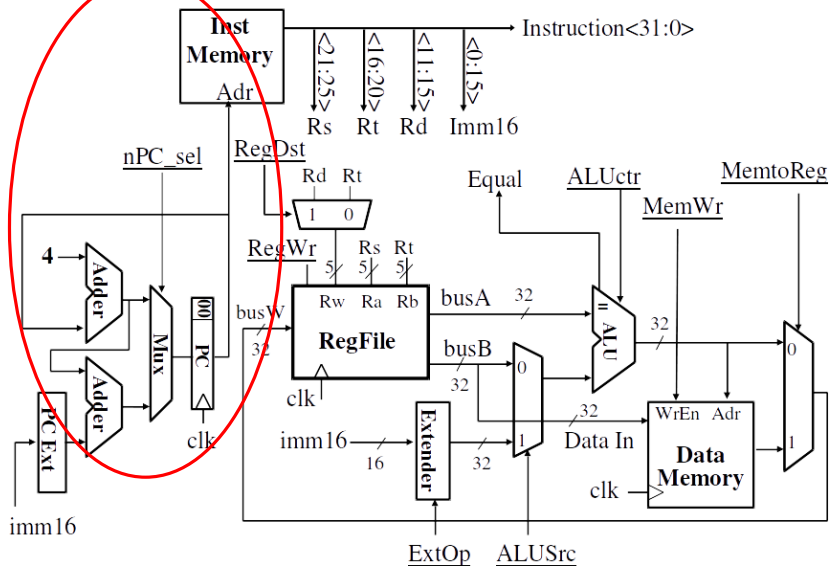 Inst
Memory
Adr
Instruction<31:0>
<21:25>
<16:20>
<11:15>
<0:15>
Rs
Rt
Rd
Imm16
nPC_sel
RegDst
Rd
Rt
1
0
Equal
ALUctr
MemtoReg
MemWr
RegWr
Rs
Rt
5
5
5
4
Adder
00
busW
32
Rw
Ra
Rb
RegFile
busA
32
busB
32
=
ALU
32
0
Mux
PC
0
Adder
PC Ext
clk
clk
imm16
16
Extender
32
1
32
Data In
WrEn
Adr
1
Data
Memory
clk
imm16
ExtOp
ALUSrc